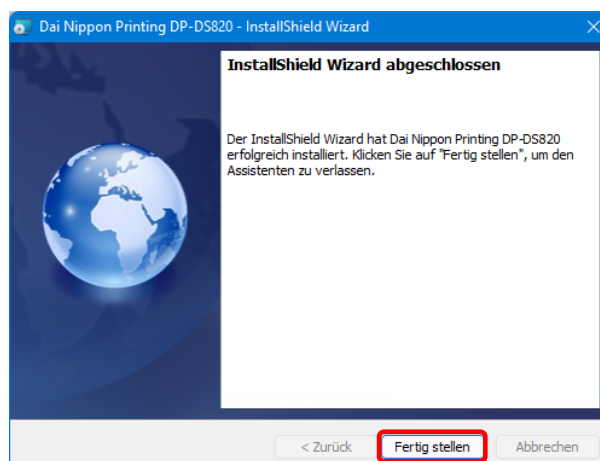 Dai Nippon Printing DP-DS820 - InstallShield Wizard
InstallShield Wizard abgeschlossen
Der InstallShield Wizard hat Dai Nippon Printing DP-DS820
erfolgreich installiert. Klicken Sie auf "Fertig stellen", um den
Assistenten zu verlassen.
< Zurück Fertig stellen Abbrechen